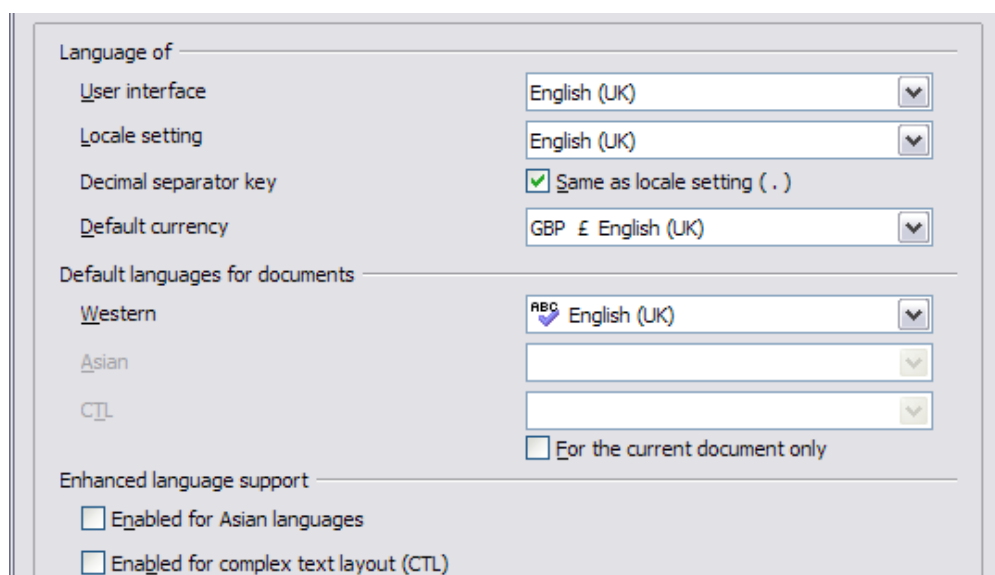 Language of
User interface
English (UK)
Locale setting
English (UK)
Decimal separator key
Same as locale setting ( . )
Default currency
GBP £ English (UK)
Default languages for documents
Western
ABC English (UK)
Asian
CTL
For the current document only
Enhanced language support
Enabled for Asian languages
Enabled for complex text layout (CTL)